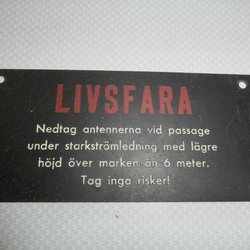 LIVSFARA
Nedtag antennerna vid passage
under starkströmledning med lägre
höjd över marken än 6 meter.
Tag inga risker!